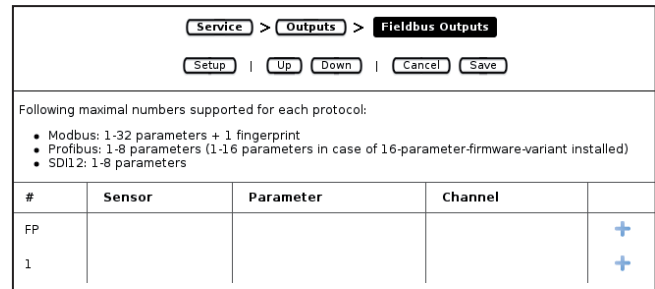 Service > Outputs > Fieldbus Outputs
Setup | Up Down | Cancel Save
Following maximal numbers supported for each protocol:
• Modbus: 1-32 parameters + 1 fingerprint
• Profibus: 1-8 parameters (1-16 parameters in case of 16-parameter-firmware-variant installed)
• SDI12: 1-8 parameters
# Sensor Parameter Channel
FP +
1 +